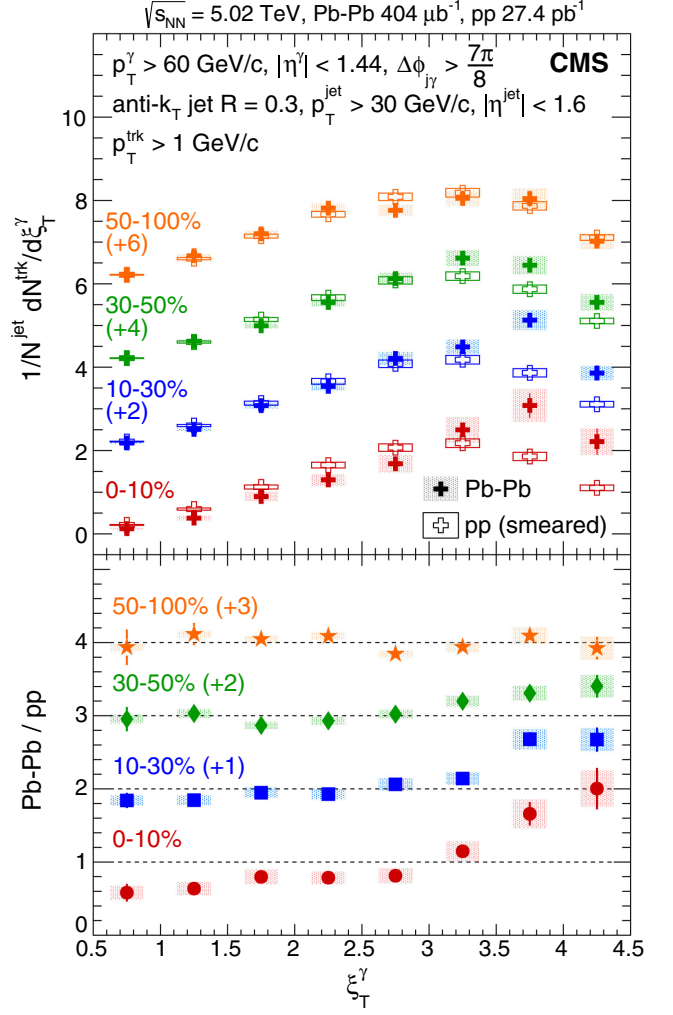 √s_NN = 5.02 TeV, Pb-Pb 404 μb⁻¹, pp 27.4 pb⁻¹
p_T^γ > 60 GeV/c, |η^γ| < 1.44, Δϕ_jγ > 7π/8 CMS
anti-k_T jet R = 0.3, p_T^jet > 30 GeV/c, |η^jet| < 1.6
p_T^trk > 1 GeV/c
1/N^jet dN^trk/dξ_T^γ
10
8
6
4
2
0
50-100%
(+6)
30-50%
(+4)
10-30%
(+2)
0-10%
Pb-Pb
pp (smeared)
Pb-Pb / pp
5
4
3
2
1
0
50-100% (+3)
30-50% (+2)
10-30% (+1)
0-10%
0.5 1 1.5 2 2.5 3 3.5 4 4.5
ξ_T^γ